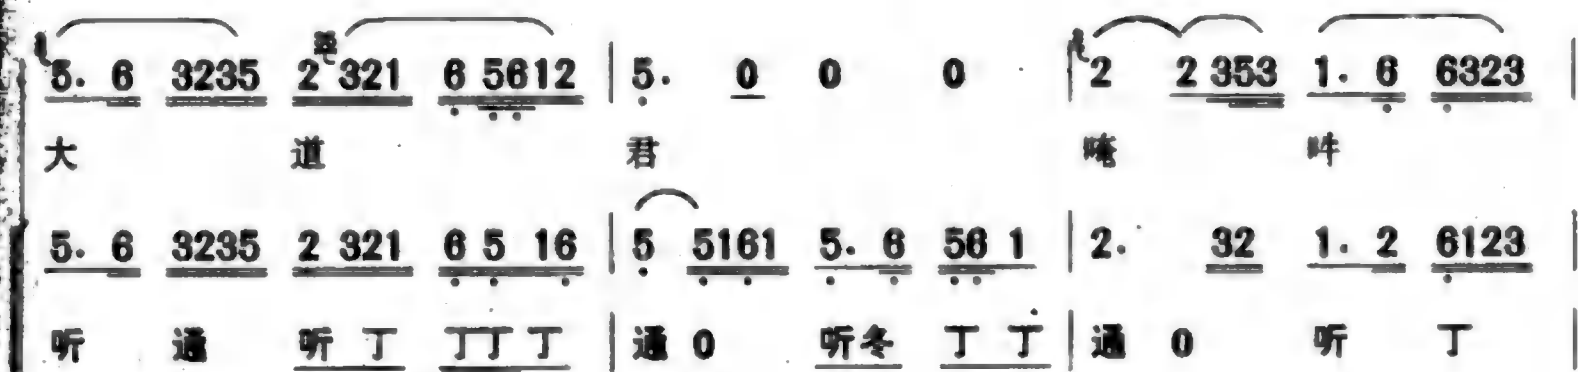 5. 6 3235 2 321 6 5612 | 5. 0 0 0 | 2 2353 1. 6 6323 |
大 道 君 唵 吽
5. 6 3235 2 321 6 5 16 | 5 5161 5. 6 56 1 | 2. 32 1. 2 6123 |
听 通 听 丁 丁丁 丁 | 通 0 听冬 丁 丁 | 通 0 听 丁 |